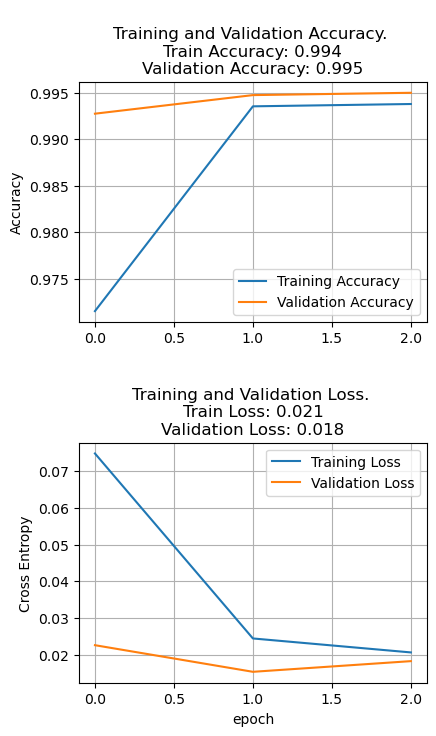 Training and Validation Accuracy.
Train Accuracy: 0.994
Validation Accuracy: 0.995
0.995
0.990
0.985
0.980
0.975
Accuracy
Training Accuracy
Validation Accuracy
0.0 0.5 1.0 1.5 2.0
Training and Validation Loss.
Train Loss: 0.021
Validation Loss: 0.018
0.07
0.06
0.05
0.04
0.03
0.02
Cross Entropy
Training Loss
Validation Loss
0.0 0.5 1.0 1.5 2.0
epoch